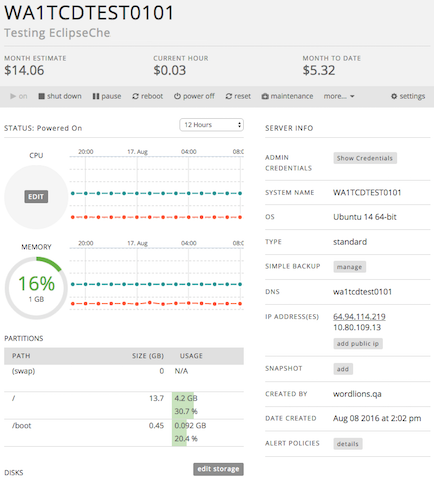 WA1TCDTEST0101
Testing EclipseChe
MONTH ESTIMATE CURRENT HOUR MONTH TO DATE
$14.06 $0.03 $5.32
on shut down pause reboot power off reset maintenance more... settings
STATUS: Powered On 12 Hours
CPU
20:00 17. Aug 04:00 08:0
EDIT
MEMORY
20:00 17. Aug 04:00 08:0
16%
1 GB
PARTITIONS
PATH SIZE (GB) USAGE
(swap) 0 N/A
/ 13.7 4.2 GB
30.7 %
/boot 0.45 0.092 GB
20.4 %
DISKS edit storage
SERVER INFO
ADMIN CREDENTIALS Show Credentials
SYSTEM NAME WA1TCDTEST0101
OS Ubuntu 14 64-bit
TYPE standard
SIMPLE BACKUP manage
DNS wa1tcdtest0101
IP ADDRESS(ES) 64.94.114.219
10.80.109.13
add public ip
SNAPSHOT add
CREATED BY wordlions.qa
DATE CREATED Aug 08 2016 at 2:02 pm
ALERT POLICIES details